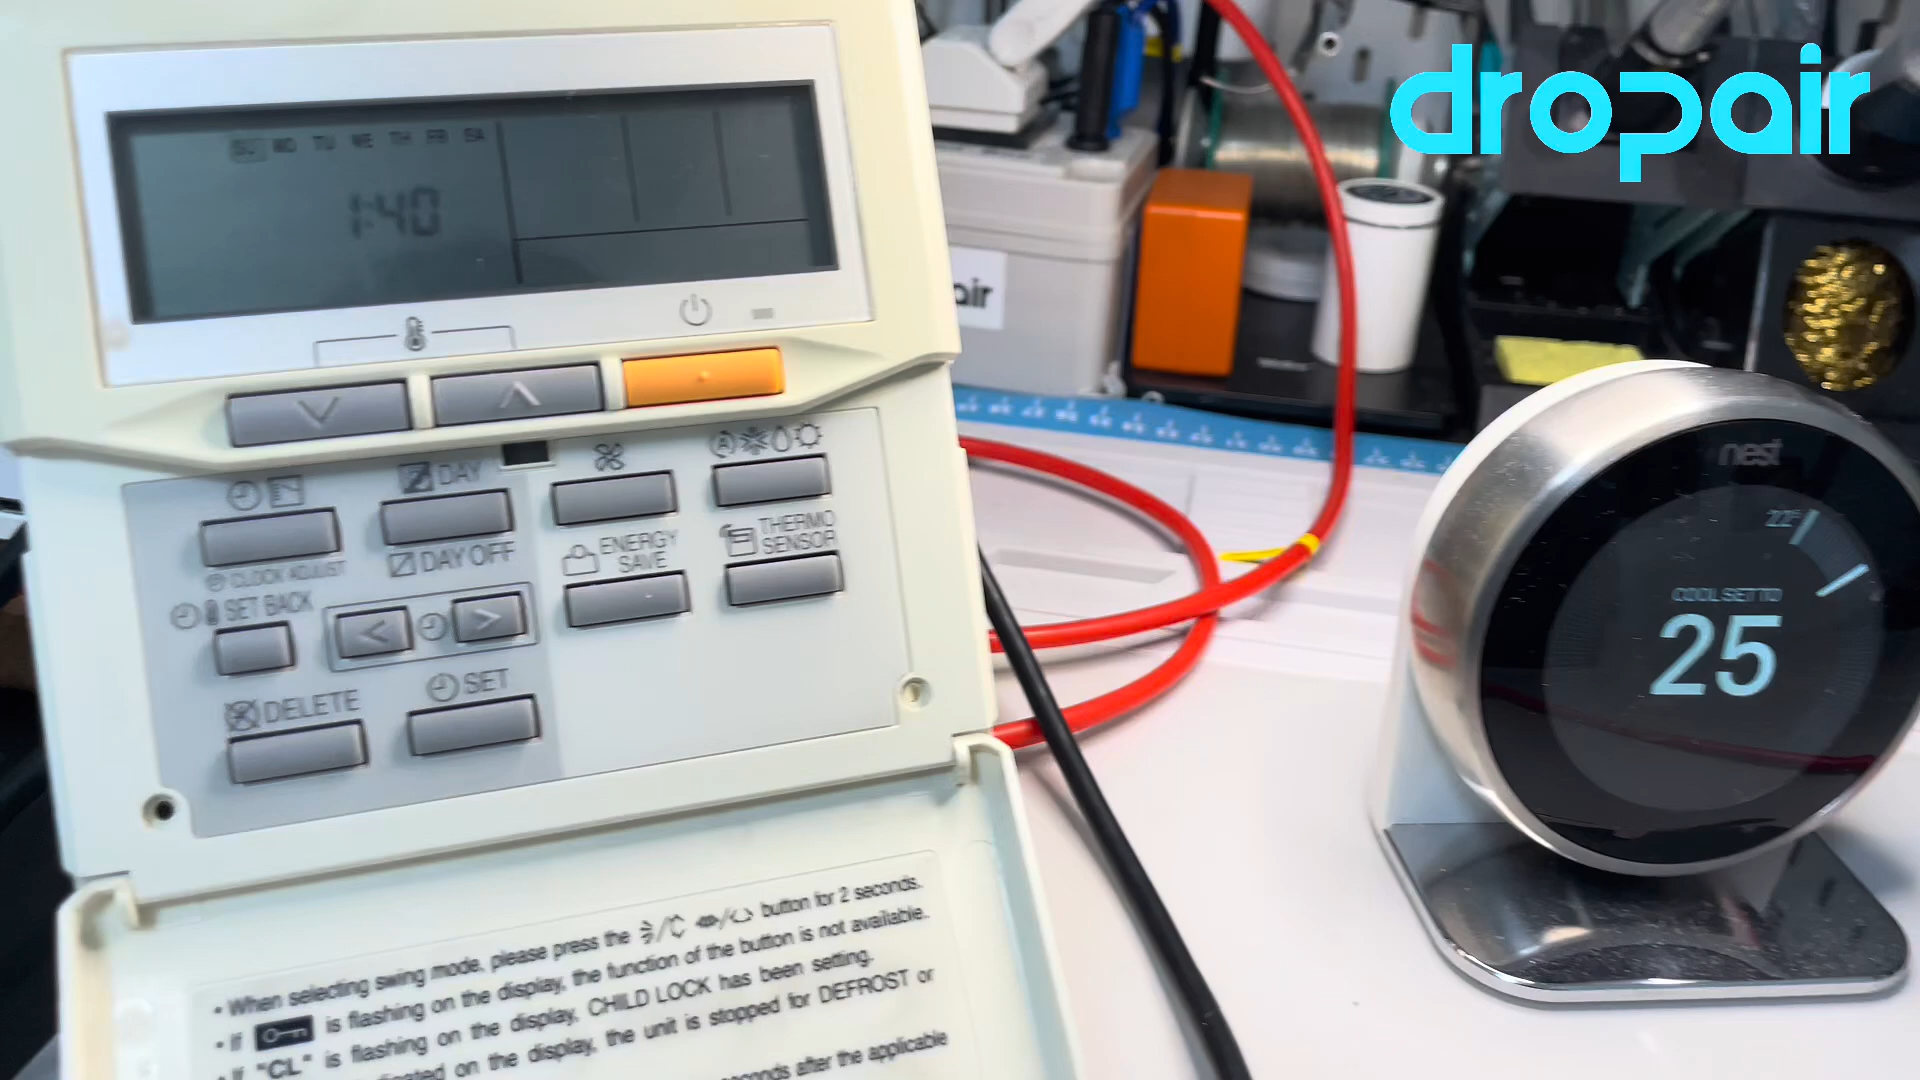 dropair
SU MO TU WE TH FR SA
1:40
air
DAY
CLOCK ADJUST
DAY OFF
ENERGY
SAVE
THERMO
SENSOR
SET BACK
DELETE
SET
nest
22°
COOL SET TO
25
• When selecting swing mode, please press the / / button for 2 seconds.
• If is flashing on the display, the function of the button is not available.
• If "CL" is flashing on the display, CHILD LOCK has been setting.
on the display, the unit is stopped for DEFROST or
seconds after the applicable